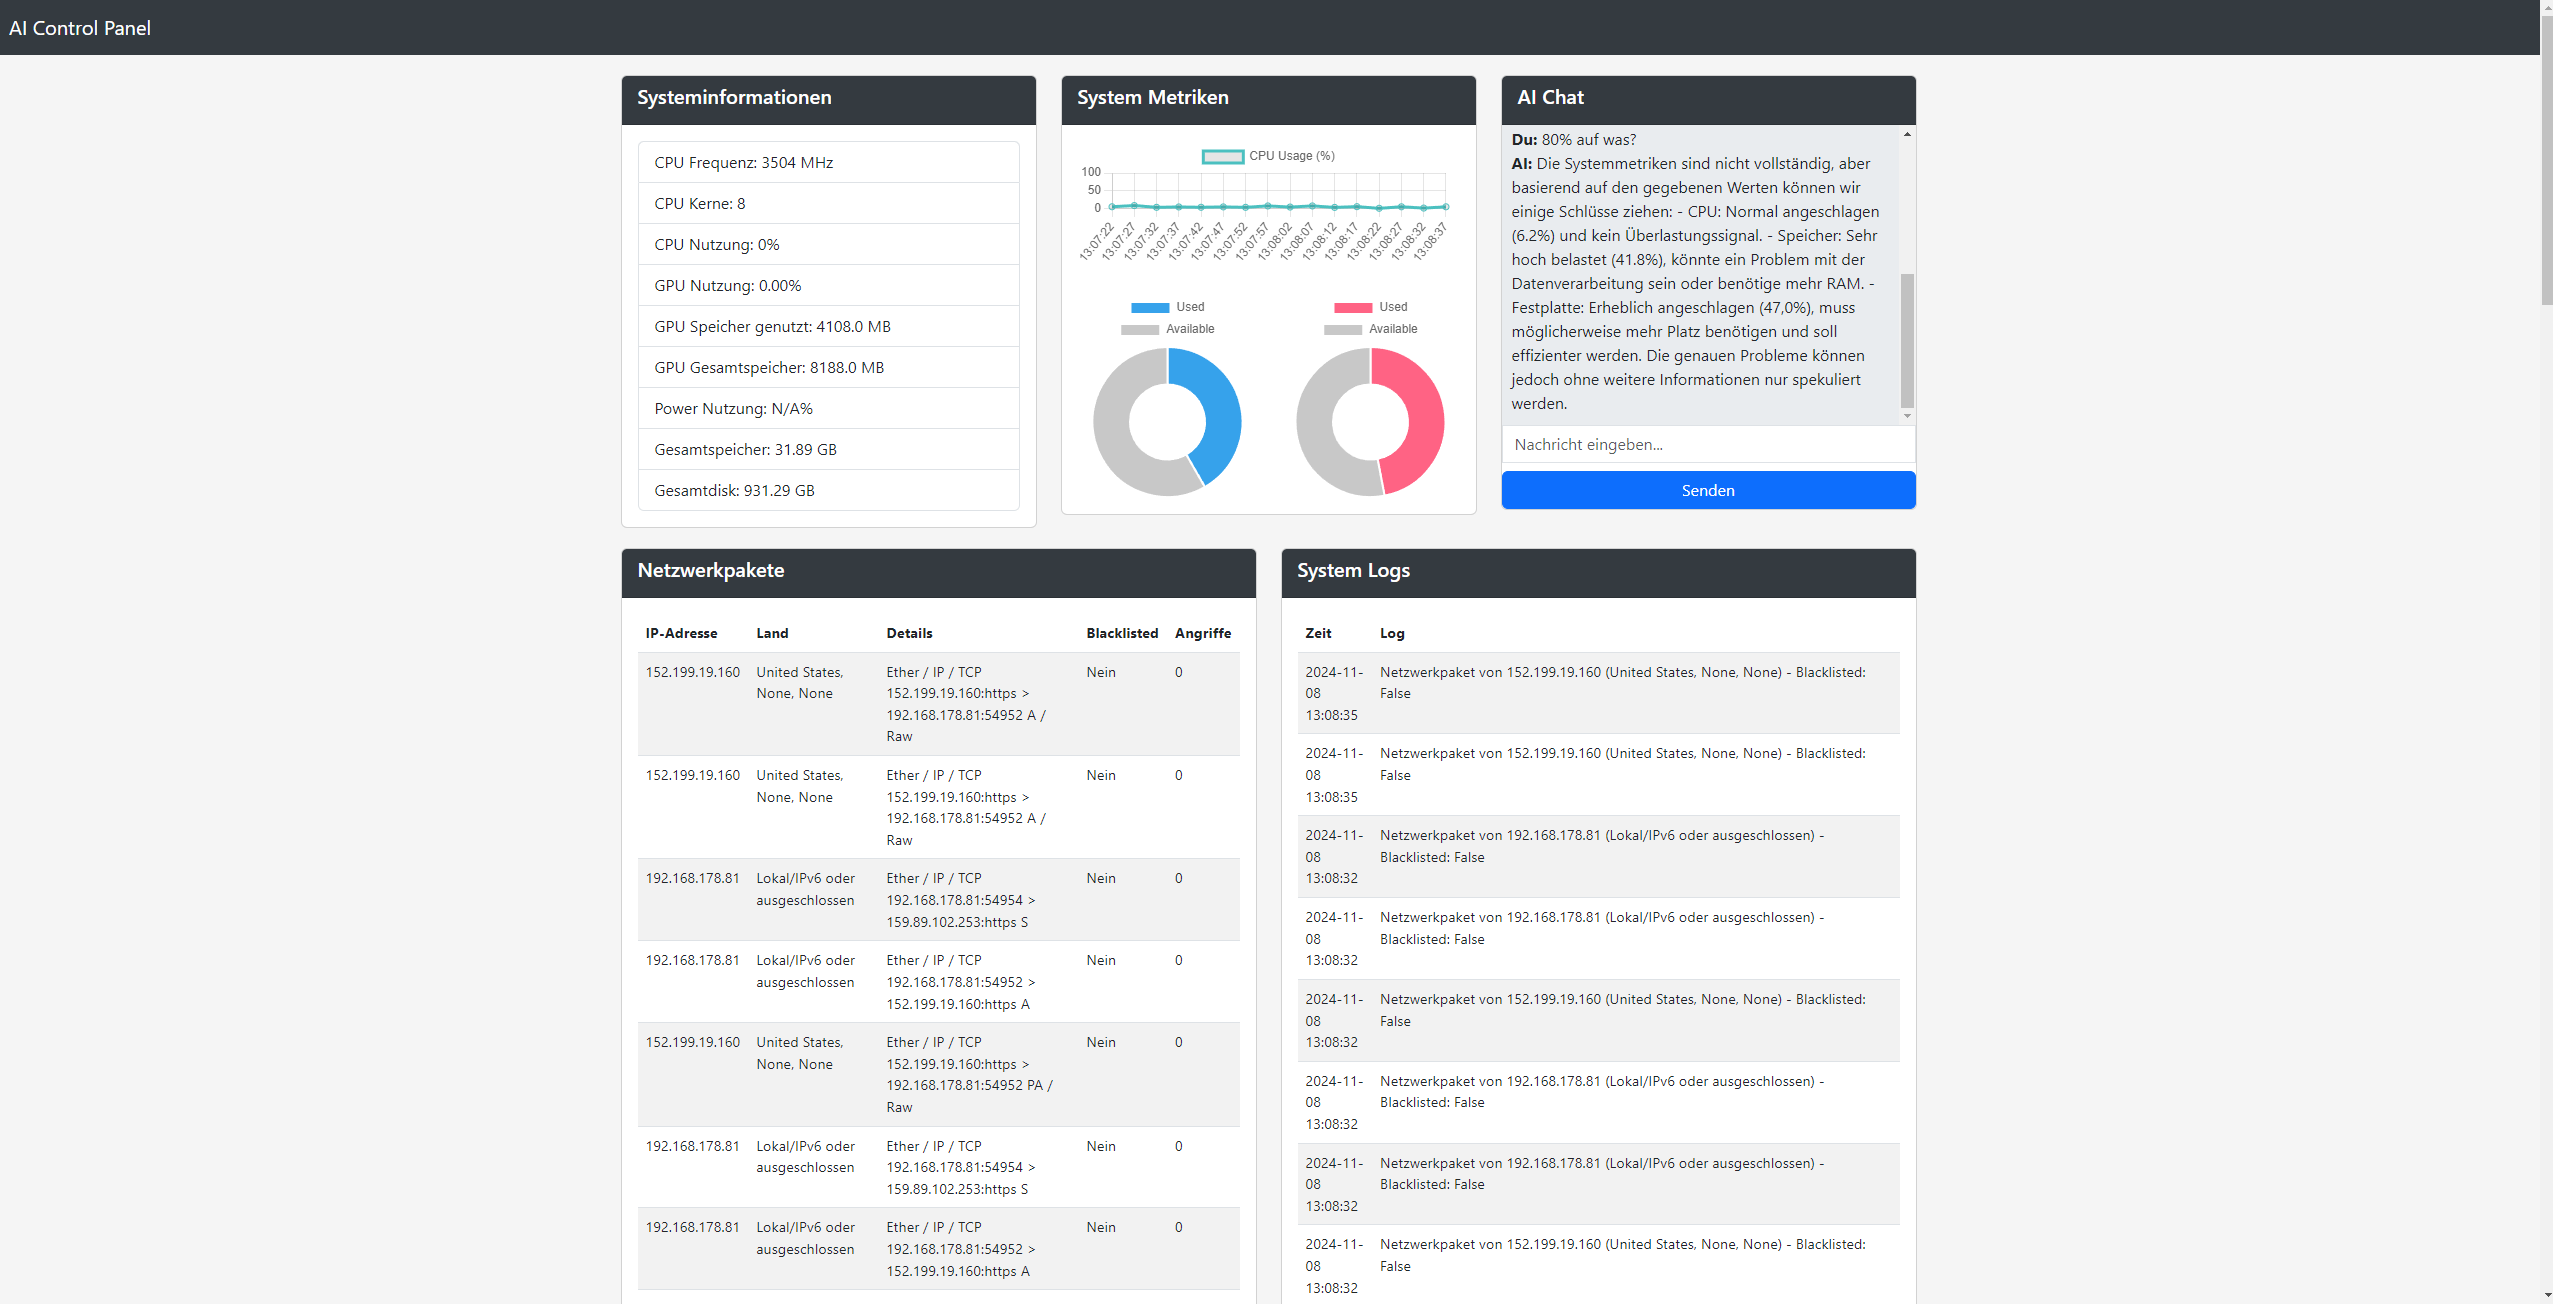 AI Control Panel
Systeminformationen
CPU Frequenz: 3504 MHz
CPU Kerne: 8
CPU Nutzung: 0%
GPU Nutzung: 0.00%
GPU Speicher genutzt: 4108.0 MB
GPU Gesamtspeicher: 8188.0 MB
Power Nutzung: N/A%
Gesamtspeicher: 31.89 GB
Gesamtdisk: 931.29 GB
System Metriken
CPU Usage (%)
100
50
0
13:07:22
13:07:27
13:07:32
13:07:37
13:07:42
13:07:47
13:07:52
13:07:57
13:08:02
13:08:07
13:08:12
13:08:17
13:08:22
13:08:27
13:08:32
13:08:37
Used
Available
Used
Available
AI Chat
Du: 80% auf was?
AI: Die Systemmetriken sind nicht vollständig, aber
basierend auf den gegebenen Werten können wir
einige Schlüsse ziehen: - CPU: Normal angeschlagen
(6.2%) und kein Überlastungssignal. - Speicher: Sehr
hoch belastet (41.8%), könnte ein Problem mit der
Datenverarbeitung sein oder benötige mehr RAM. -
Festplatte: Erheblich angeschlagen (47,0%), muss
möglicherweise mehr Platz benötigen und soll
effizienter werden. Die genauen Probleme können
jedoch ohne weitere Informationen nur spekuliert
werden.
Nachricht eingeben...
Senden
Netzwerkpakete
IP-Adresse Land Details Blacklisted Angriffe
152.199.19.160 United States, Ether / IP / TCP Nein 0
None, None 152.199.19.160:https >
192.168.178.81:54952 A /
Raw
152.199.19.160 United States, Ether / IP / TCP Nein 0
None, None 152.199.19.160:https >
192.168.178.81:54952 A /
Raw
192.168.178.81 Lokal/IPv6 oder Ether / IP / TCP Nein 0
ausgeschlossen 192.168.178.81:54954 >
159.89.102.253:https S
192.168.178.81 Lokal/IPv6 oder Ether / IP / TCP Nein 0
ausgeschlossen 192.168.178.81:54952 >
152.199.19.160:https A
152.199.19.160 United States, Ether / IP / TCP Nein 0
None, None 152.199.19.160:https >
192.168.178.81:54952 PA /
Raw
192.168.178.81 Lokal/IPv6 oder Ether / IP / TCP Nein 0
ausgeschlossen 192.168.178.81:54954 >
159.89.102.253:https S
192.168.178.81 Lokal/IPv6 oder Ether / IP / TCP Nein 0
ausgeschlossen 192.168.178.81:54952 >
152.199.19.160:https A
System Logs
Zeit Log
2024-11- Netzwerkpaket von 152.199.19.160 (United States, None, None) - Blacklisted:
08 False
13:08:35
2024-11- Netzwerkpaket von 152.199.19.160 (United States, None, None) - Blacklisted:
08 False
13:08:35
2024-11- Netzwerkpaket von 192.168.178.81 (Lokal/IPv6 oder ausgeschlossen) -
08 Blacklisted: False
13:08:32
2024-11- Netzwerkpaket von 192.168.178.81 (Lokal/IPv6 oder ausgeschlossen) -
08 Blacklisted: False
13:08:32
2024-11- Netzwerkpaket von 152.199.19.160 (United States, None, None) - Blacklisted:
08 False
13:08:32
2024-11- Netzwerkpaket von 192.168.178.81 (Lokal/IPv6 oder ausgeschlossen) -
08 Blacklisted: False
13:08:32
2024-11- Netzwerkpaket von 192.168.178.81 (Lokal/IPv6 oder ausgeschlossen) -
08 Blacklisted: False
13:08:32
2024-11- Netzwerkpaket von 152.199.19.160 (United States, None, None) - Blacklisted:
08 False
13:08:32